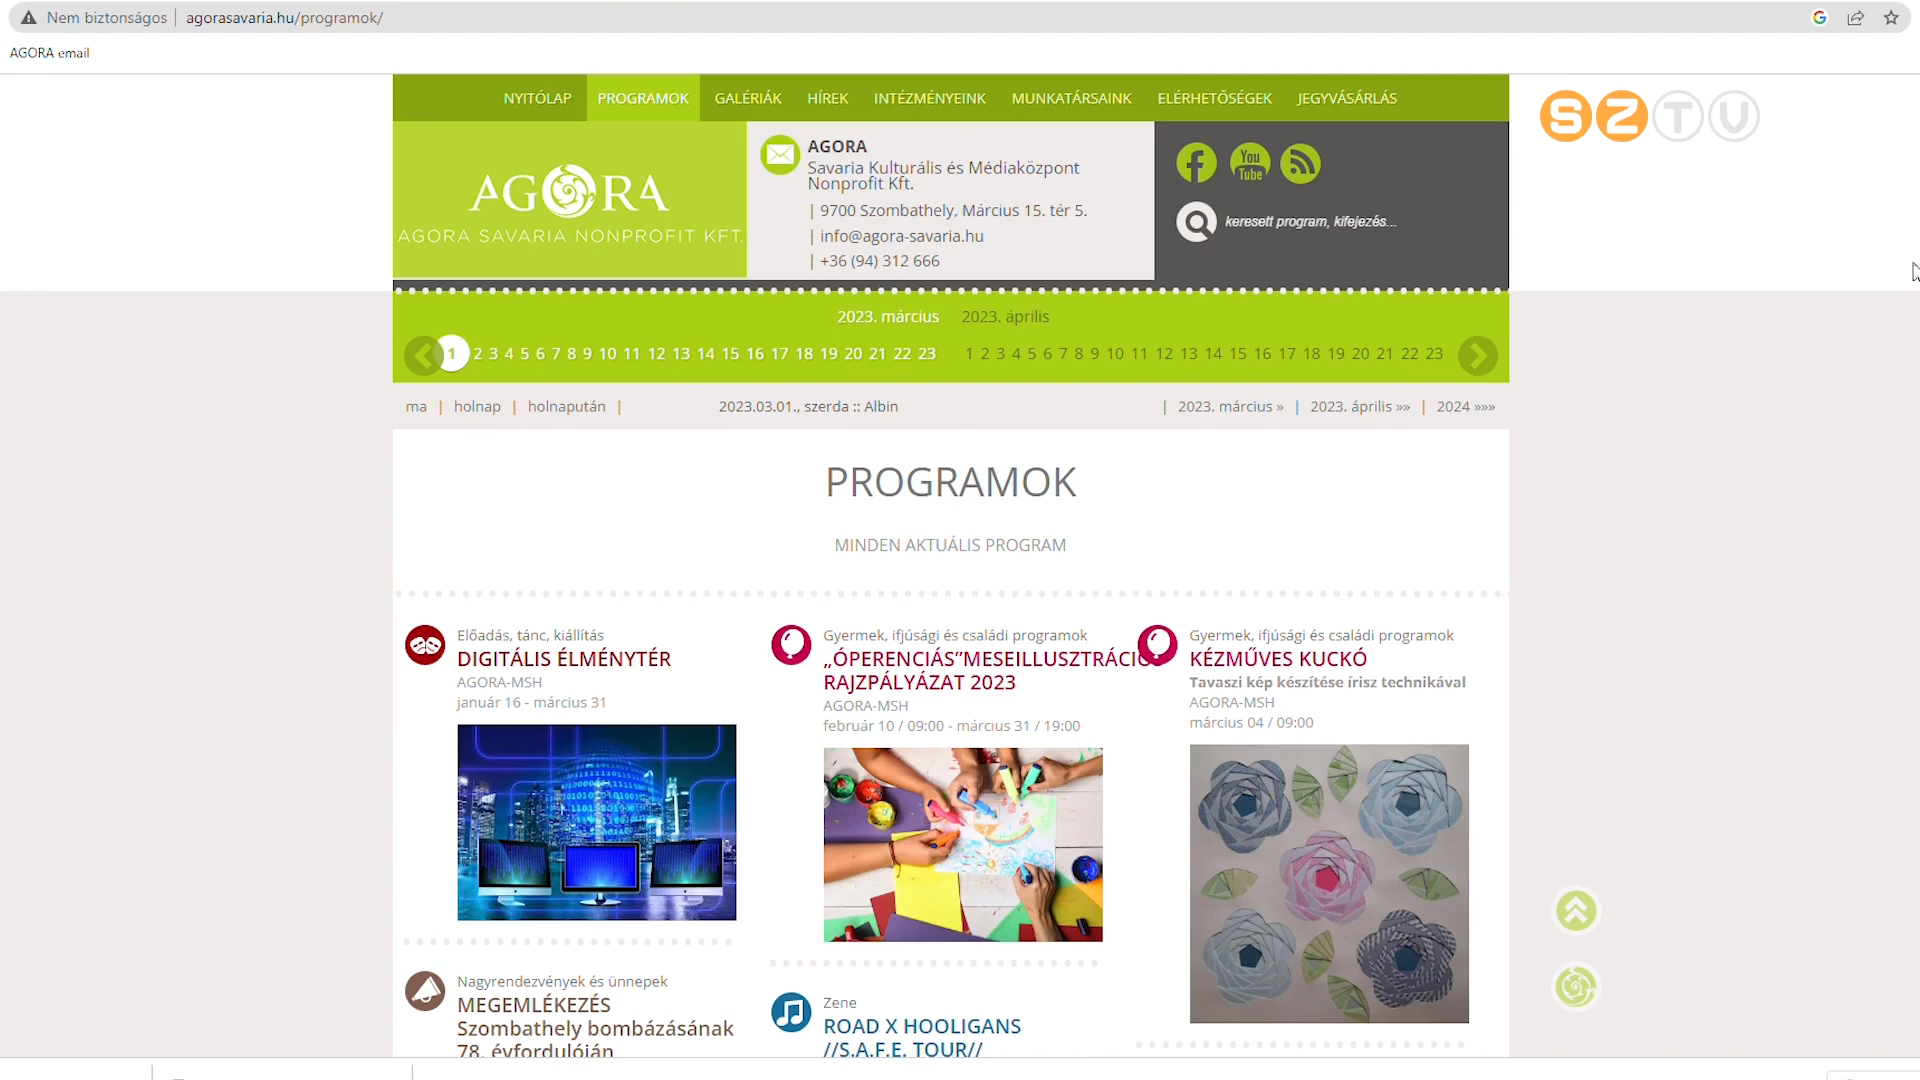 Nem biztonságos
agorasavaria.hu/programok/
AGORA email
NYITÓLAP PROGRAMOK GALÉRIÁK HÍREK INTÉZMÉNYEINK MUNKATÁRSAINK ELÉRHETŐSÉGEK JEGYVÁSÁRLÁS
SZTU
AGORA
AGORA SAVARIA NONPROFIT KFT.
AGORA
Savaria Kulturális és Médiaközpont
Nonprofit Kft.
| 9700 Szombathely, Március 15. tér 5.
| info@agora-savaria.hu
| +36 (94) 312 666
You
Tube
keresett program, kifejezés...
2023. március 2023. április
1 2 3 4 5 6 7 8 9 10 11 12 13 14 15 16 17 18 19 20 21 22 23 1 2 3 4 5 6 7 8 9 10 11 12 13 14 15 16 17 18 19 20 21 22 23
ma | holnap | holnapután | 2023.03.01., szerda :: Albin | 2023. március » | 2023. április »» | 2024 »»»
PROGRAMOK
MINDEN AKTUÁLIS PROGRAM
Előadás, tánc, kiállítás
DIGITÁLIS ÉLMÉNYTÉR
AGORA-MSH
január 16 - március 31
Gyermek, ifjúsági és családi programok
„ÓPERENCIÁS”MESEILLUSZTRÁCIÓS
RAJZPÁLYÁZAT 2023
AGORA-MSH
február 10 / 09:00 - március 31 / 19:00
Gyermek, ifjúsági és családi programok
KÉZMŰVES KUCKÓ
Tavaszi kép készítése írisz technikával
AGORA-MSH
március 04 / 09:00
Nagyrendezvények és ünnepek
MEGEMLÉKEZÉS
Szombathely bombázásának
78. évfordulóján
Zene
ROAD X HOOLIGANS
//S.A.F.E. TOUR//